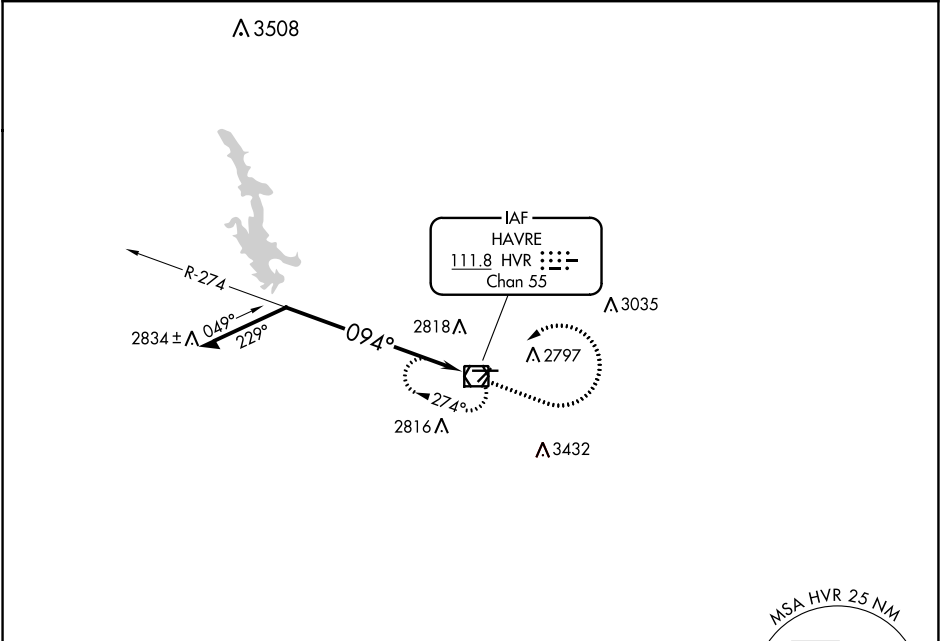 3508
IAF
HAVRE
111.8 HVR
Chan 55
R-274
3035
2834 ±
049°
229°
094°
2818
2797
274°
2816
3432
MSA HVR 25 NM